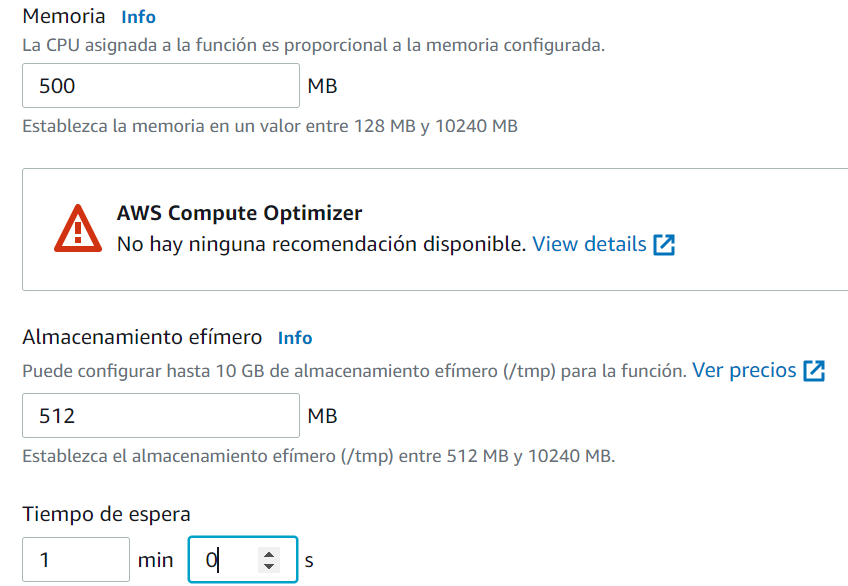 Memoria Info
La CPU asignada a la función es proporcional a la memoria configurada.
500 MB
Establezca la memoria en un valor entre 128 MB y 10240 MB
AWS Compute Optimizer
No hay ninguna recomendación disponible. View details
Almacenamiento efímero Info
Puede configurar hasta 10 GB de almacenamiento efímero (/tmp) para la función. Ver precios
512 MB
Establezca el almacenamiento efímero (/tmp) entre 512 MB y 10240 MB.
Tiempo de espera
1 min 0 s